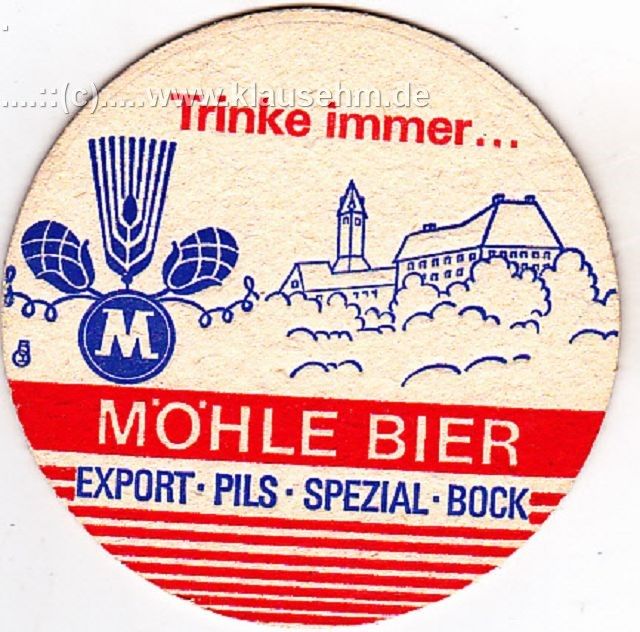 .....::(c).....www.klausehm.de
Trinke immer...
M
MÖHLE BIER
EXPORT · PILS · SPEZIAL · BOCK